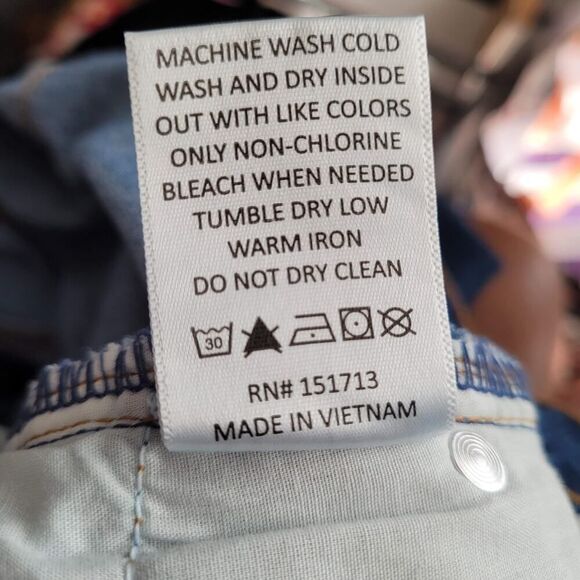 MACHINE WASH COLD
WASH AND DRY INSIDE
OUT WITH LIKE COLORS
ONLY NON-CHLORINE
BLEACH WHEN NEEDED
TUMBLE DRY LOW
WARM IRON
DO NOT DRY CLEAN
30
RN# 151713
MADE IN VIETNAM